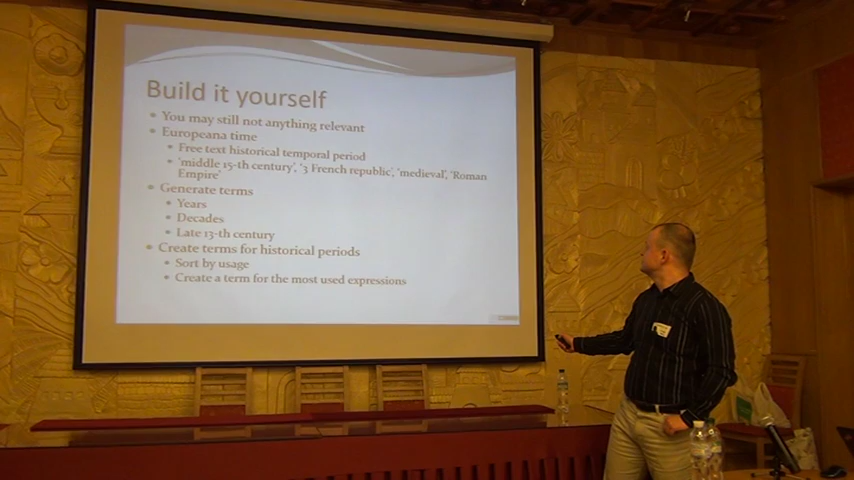 Build it yourself
You may still not anything relevant
Europeana time
Free text historical temporal period
'middle 15-th century', '3 French republic', 'medieval', 'Roman
Empire'
Generate terms
Years
Decades
Late 13-th century
Create terms for historical periods
Sort by usage
Create a term for the most used expressions